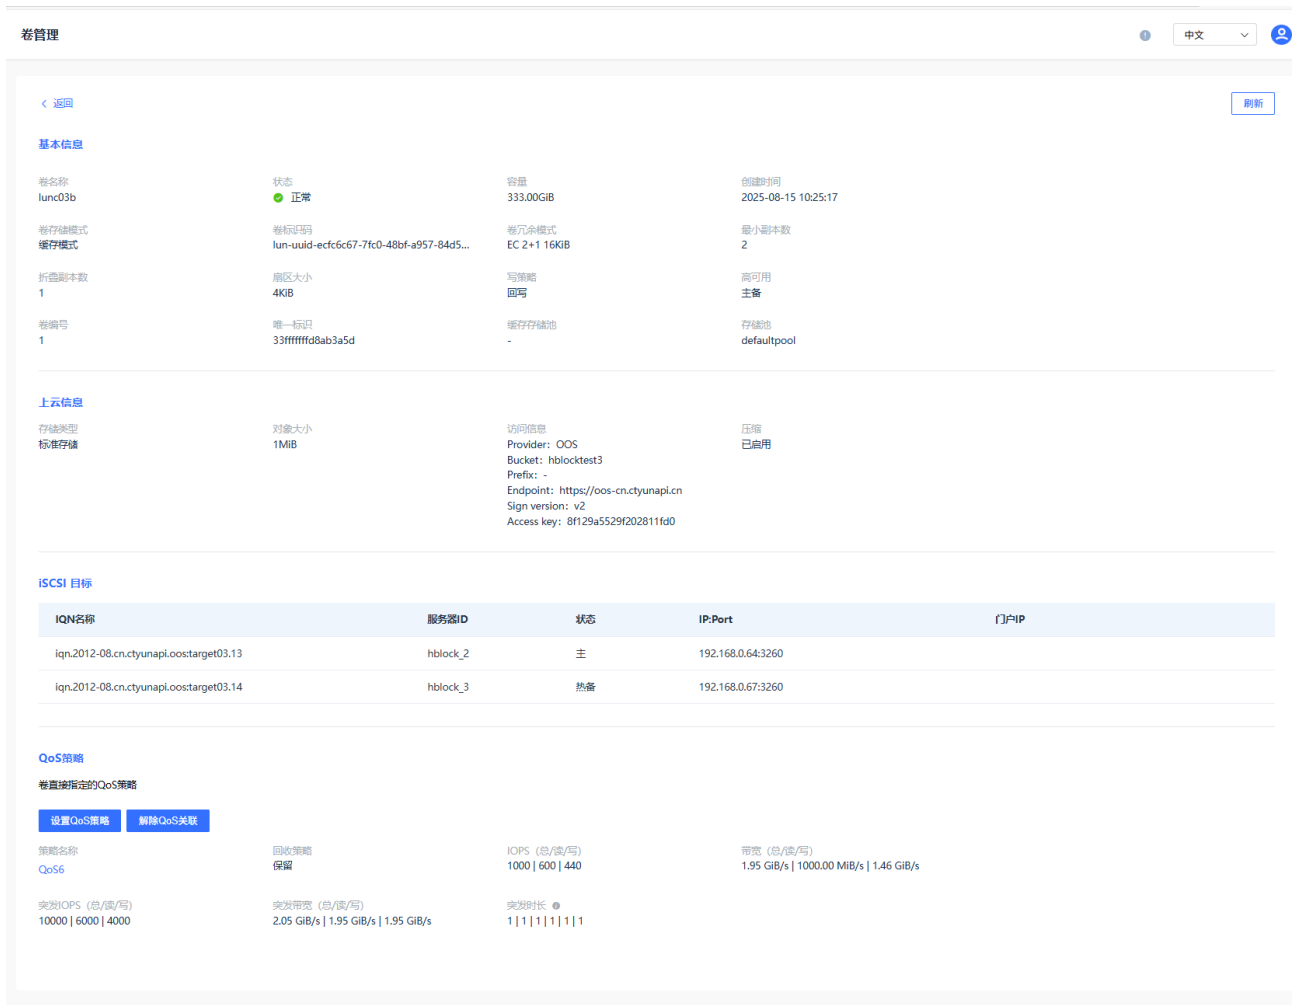 卷管理
中文
返回
刷新
基本信息
卷名称 状态 容量 创建时间
lunc03b 正常 333.00GiB 2025-08-15 10:25:17
卷存储模式 卷标识码 卷冗余模式 最小副本数
缓存模式 lun-uuid-ecfc6c67-7fc0-48bf-a957-84d5... EC 2+1 16KiB 2
折叠副本数 扇区大小 写策略 高可用
1 4KiB 回写 主备
卷编号 唯一标识 缓存存储池 存储池
1 33fffffffd8ab3a5d - defaultpool
上云信息
存储类型 对象大小 访问信息 压缩
标准存储 1MiB Provider: OOS 已启用
Bucket: hblocktest3
Prefix: -
Endpoint: https://oos-cn.ctyunapi.cn
Sign version: v2
Access key: 8f129a5529f202811fd0
iSCSI 目标
IQN名称 服务器ID 状态 IP:Port 门户IP
iqn.2012-08.cn.ctyunapi.oos:target03.13 hblock_2 主 192.168.0.64:3260
iqn.2012-08.cn.ctyunapi.oos:target03.14 hblock_3 热备 192.168.0.67:3260
QoS策略
卷直接指定的QoS策略
设置QoS策略 解除QoS关联
策略名称 回收策略 IOPS（总/读/写） 带宽（总/读/写）
QoS6 保留 1000 | 600 | 440 1.95 GiB/s | 1000.00 MiB/s | 1.46 GiB/s
突发IOPS（总/读/写） 突发带宽（总/读/写） 突发时长
10000 | 6000 | 4000 2.05 GiB/s | 1.95 GiB/s | 1.95 GiB/s 1 | 1 | 1 | 1 | 1 | 1